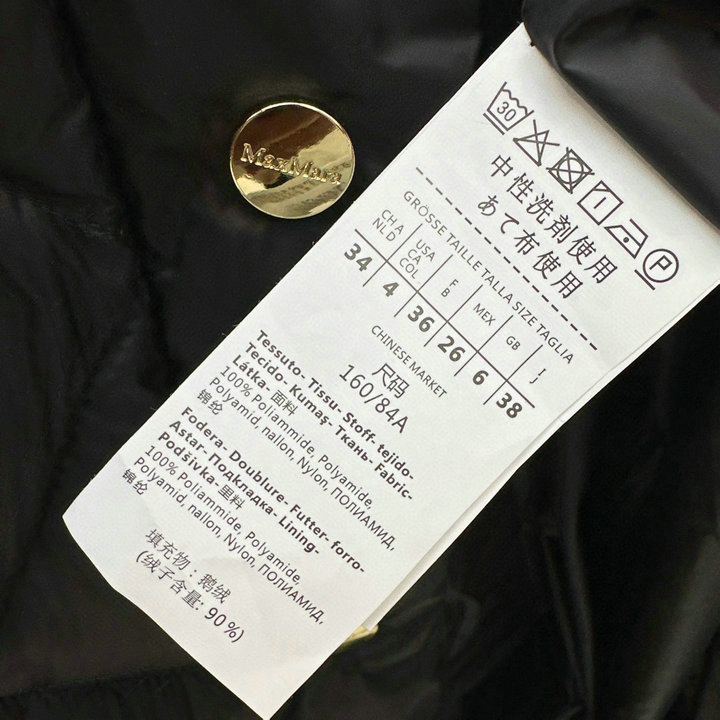 MaxMara
30
P
中性洗剤使用
あて布使用
GRÖSSE TAILLE TALLA SIZE TAGLIA
CH A NL D
USA CA COL
F B
MEX
GB
I J
34 4 36 26 6 38
CHINESE MARKET
尺码
160/84A
Tessuto- Tissu- Stoff- tejido-
Tecido- Kumaş- Ткань- Fabric-
Látka- 面料
100% Poliammide, Polyamide,
Polyamid, nallon, Nylon, ПОЛИАМИД,
锦纶
Fodera- Doublure- Futter- forro-
Astar- Подкладка- Lining-
Podšivka- 里料
100% Poliammide, Polyamide,
Polyamid, nallon, Nylon, ПОЛИАМИД,
锦纶
填充物：鹅绒
(绒子含量: 90%)